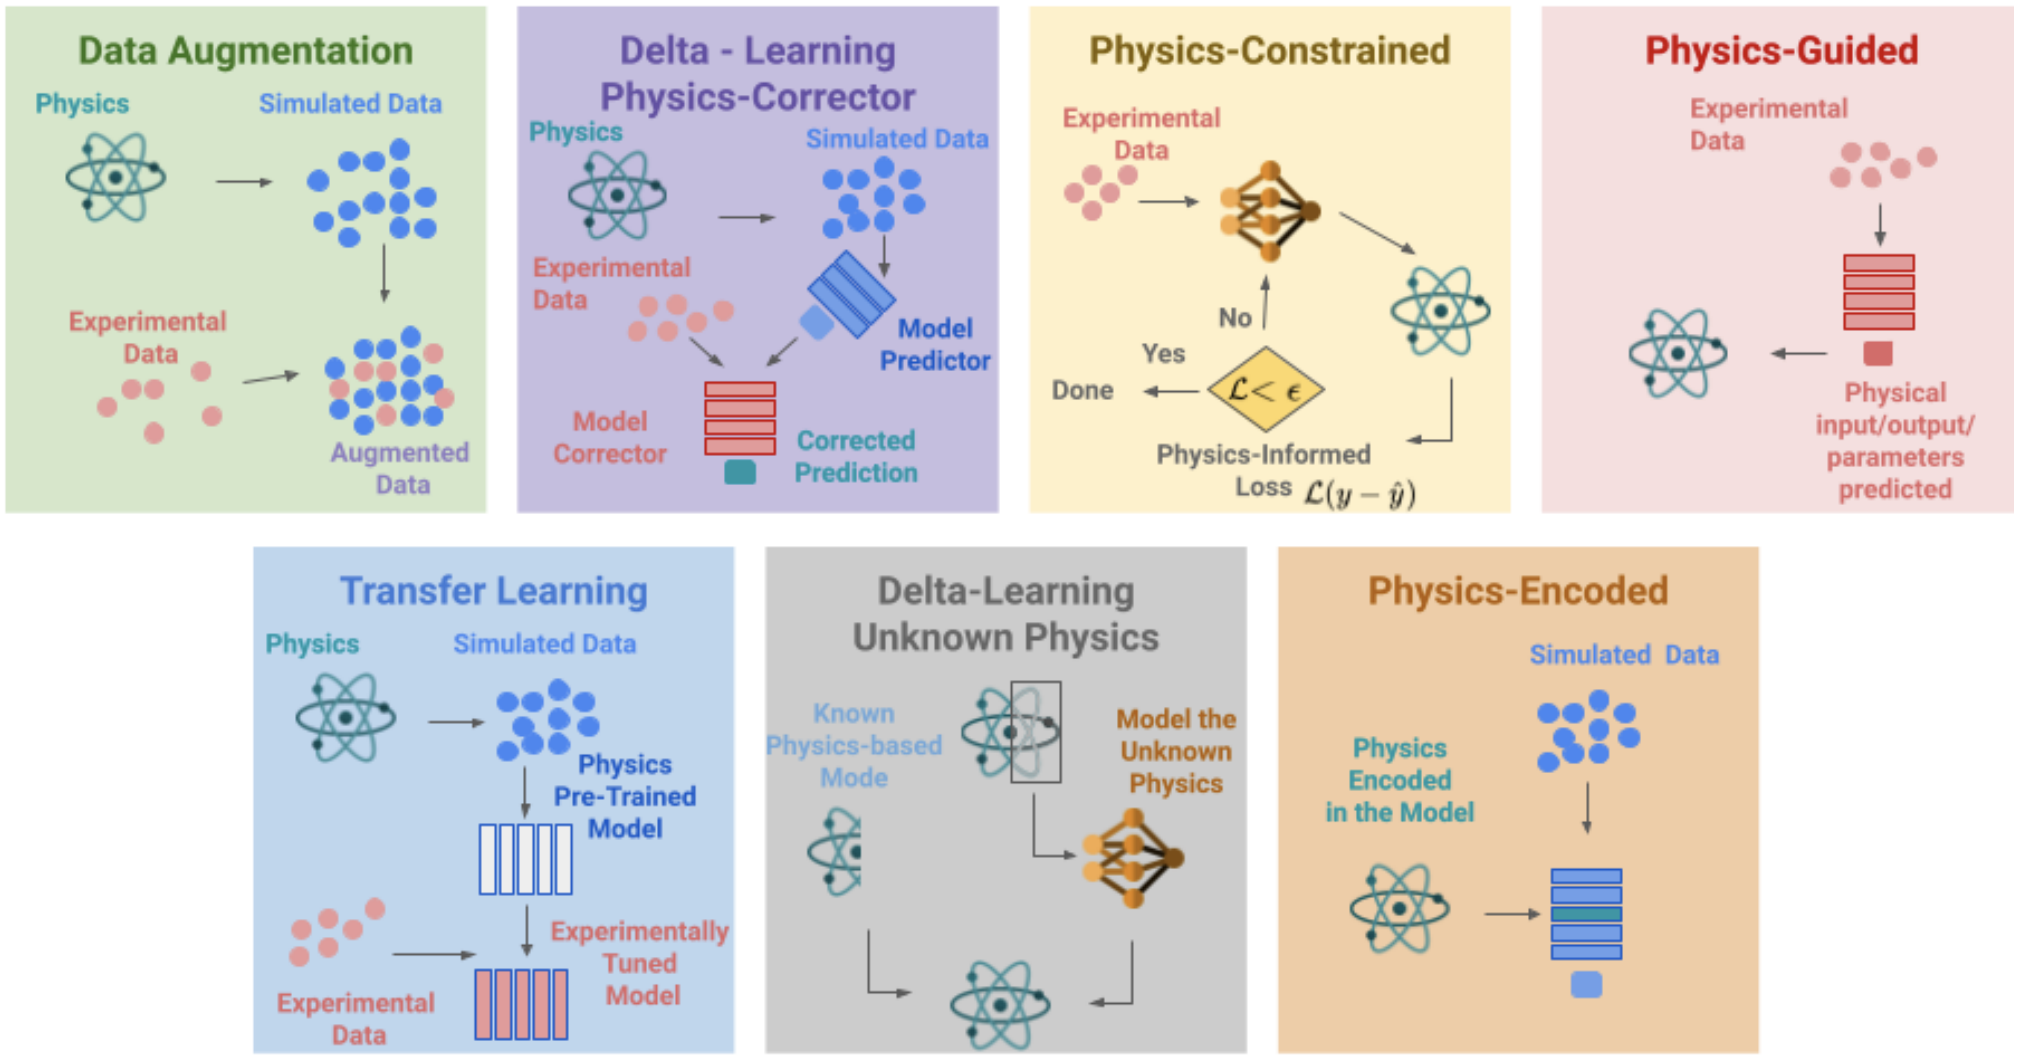 Data Augmentation
Physics
Simulated Data
Experimental
Data
Augmented
Data
Delta - Learning
Physics-Corrector
Physics
Simulated Data
Experimental
Data
Model
Predictor
Model
Corrector
Corrected
Prediction
Physics-Constrained
Experimental
Data
No
Yes
Done
ℒ< ϵ
Physics-Informed
Loss ℒ(y − ŷ)
Physics-Guided
Experimental
Data
Physical
input/output/
parameters
predicted
Transfer Learning
Physics
Simulated Data
Physics
Pre-Trained
Model
Experimentally
Tuned
Model
Experimental
Data
Delta-Learning
Unknown Physics
Known
Physics-based
Mode
Model the
Unknown
Physics
Physics-Encoded
Simulated Data
Physics
Encoded
in the Model